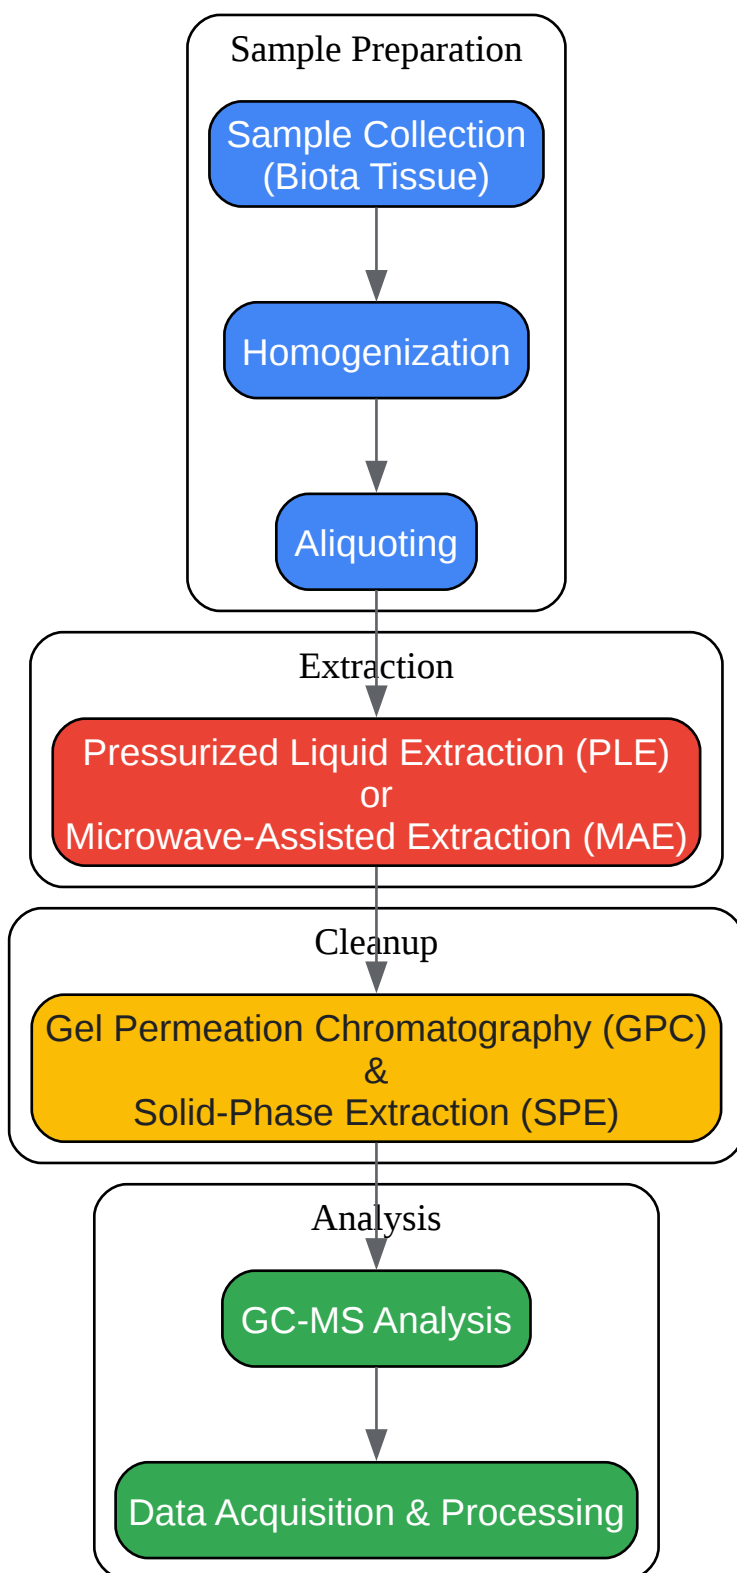 Sample Preparation
Sample Collection
(Biota Tissue)
Homogenization
Aliquoting
Extraction
Pressurized Liquid Extraction (PLE)
or
Microwave-Assisted Extraction (MAE)
Cleanup
Gel Permeation Chromatography (GPC)
&
Solid-Phase Extraction (SPE)
Analysis
GC-MS Analysis
Data Acquisition & Processing